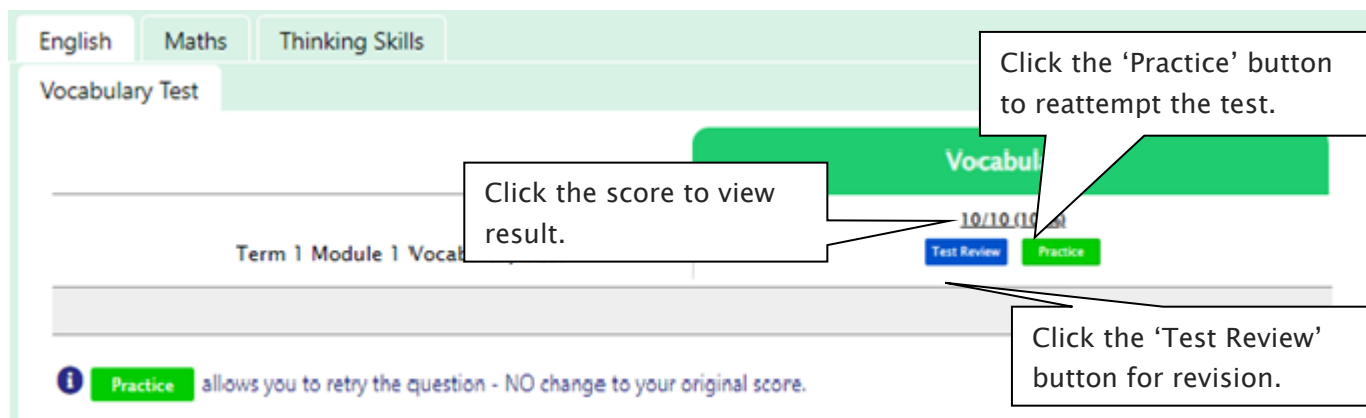 English Maths Thinking Skills
Click the ‘Practice’ button
to reattempt the test.
Vocabulary Test
Click the score to view
result.
10/10
Term 1 Module 1
Test Review Practice
Click the ‘Test Review’
button for revision.
Practice allows you to retry the question - NO change to your original score.